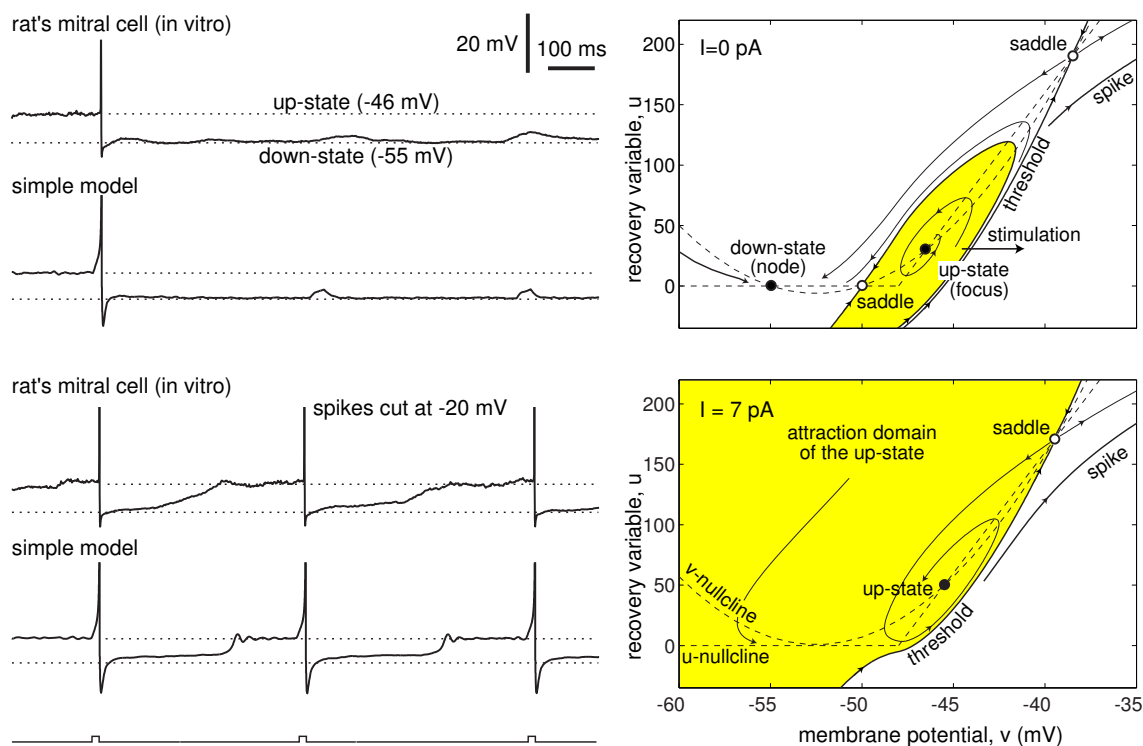 rat's mitral cell (in vitro)
20 mV
100 ms
up-state (-46 mV)
down-state (-55 mV)
simple model
rat's mitral cell (in vitro)
spikes cut at -20 mV
simple model
I=0 pA
recovery variable, u
200
150
100
50
0
saddle
spike
threshold
stimulation
down-state
(node)
up-state
(focus)
saddle
I = 7 pA
recovery variable, u
200
150
100
50
0
attraction domain
of the up-state
saddle
spike
up-state
v-nullcline
u-nullcline
threshold
-60
-55
-50
-45
-40
-35
membrane potential, v (mV)